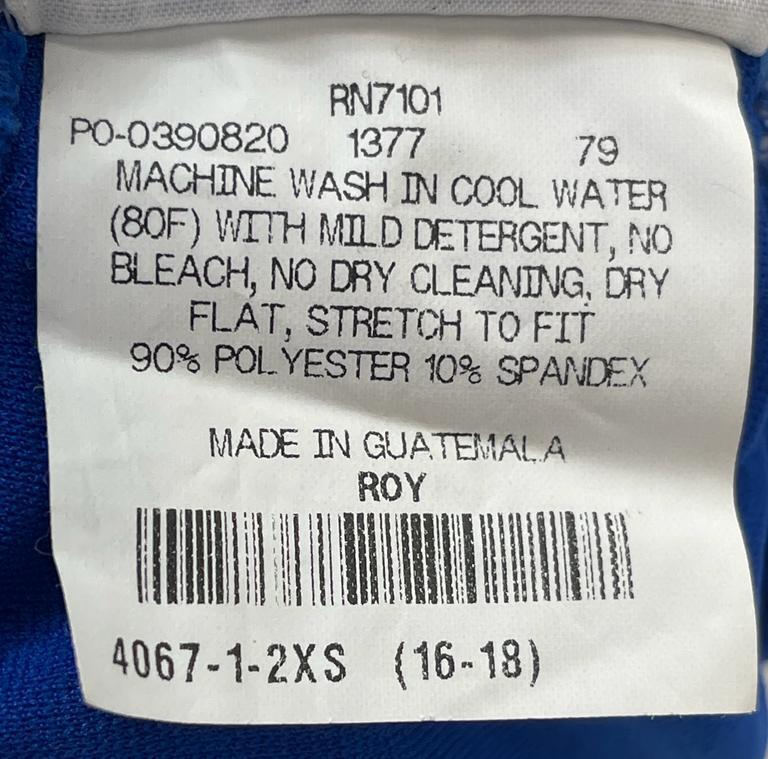 RN7101
PO-0390820 1377 79
MACHINE WASH IN COOL WATER
(80F) WITH MILD DETERGENT, NO
BLEACH, NO DRY CLEANING, DRY
FLAT, STRETCH TO FIT
90% POLYESTER 10% SPANDEX
MADE IN GUATEMALA
ROY
4067-1-2XS (16-18)